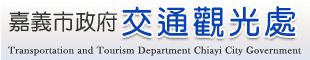 嘉義市政府 交通觀光處
Transportation and Tourism Department Chiayi City Government